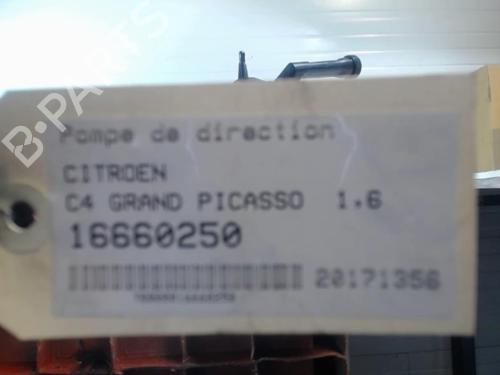 B-Parts
Pompe de direction
CITROEN
C4 GRAND PICASSO 1.6
16660250
20171356